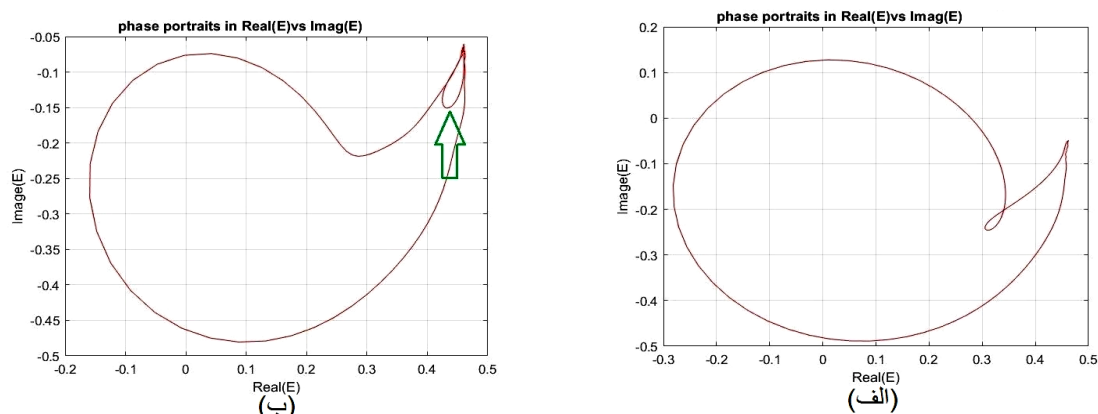 phase portraits in Real(E)vs Imag(E)
Image(E)
-0.05
-0.1
-0.15
-0.2
-0.25
-0.3
-0.35
-0.4
-0.45
-0.5
-0.2 -0.1 0 0.1 0.2 0.3 0.4 0.5
Real(E)
(ب)
phase portraits in Real(E)vs Imag(E)
Image(E)
0.2
0.1
0
-0.1
-0.2
-0.3
-0.4
-0.5
-0.3 -0.2 -0.1 0 0.1 0.2 0.3 0.4 0.5
Real(E)
(الف)